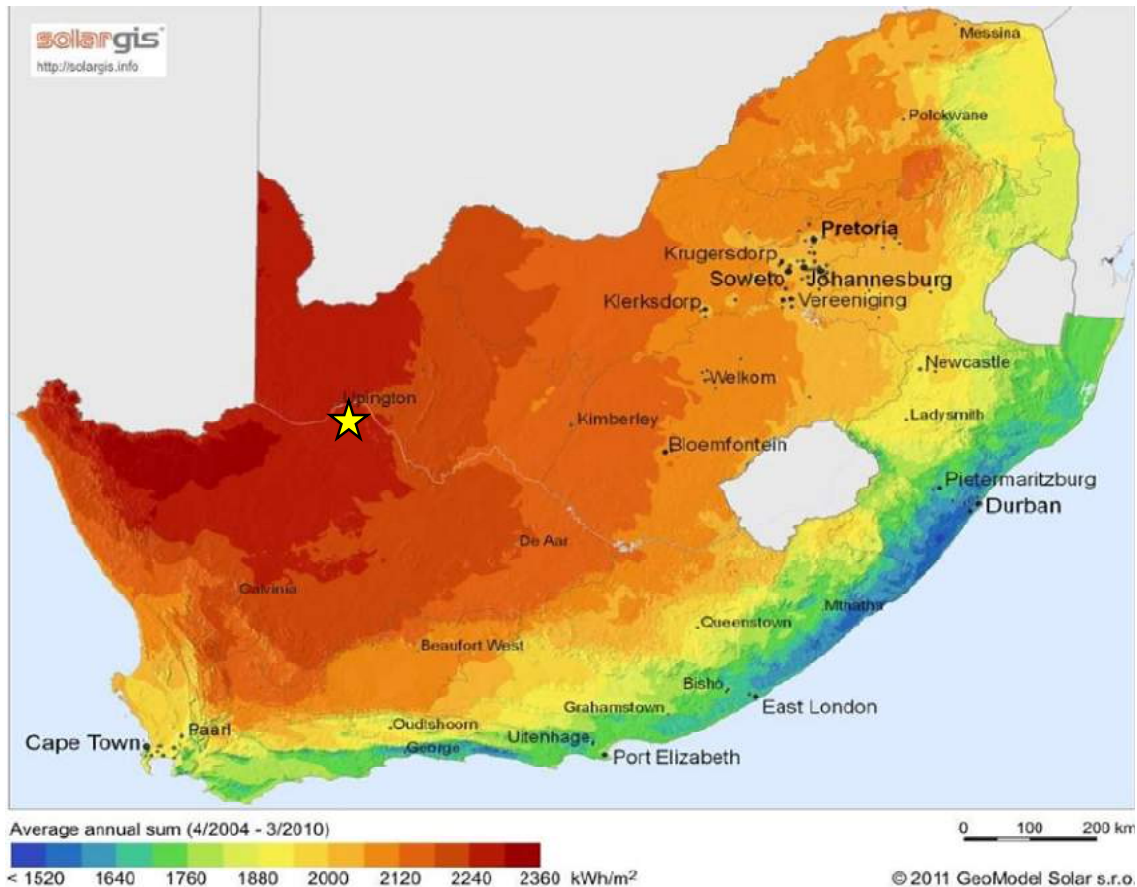 solargis
http://solargis.info
Messina
Polokwane
Pretoria
Krugersdorp
Soweto Johannesburg
Klerksdorp Vereeniging
Newcastle
Welkom
Upington
Kimberley
Ladysmith
Bloemfontein
Pietermaritzburg
Durban
De Aar
Calvinia
Mthatha
Queenstown
Beaufort West
Bisho
Grahamstown
East London
Oudtshoorn
Paarl
Uitenhage
Cape Town
George
Port Elizabeth
Average annual sum (4/2004 - 3/2010)
0 100 200 km
< 1520 1640 1760 1880 2000 2120 2240 2360 kWh/m²
© 2011 GeoModel Solar s.r.o.